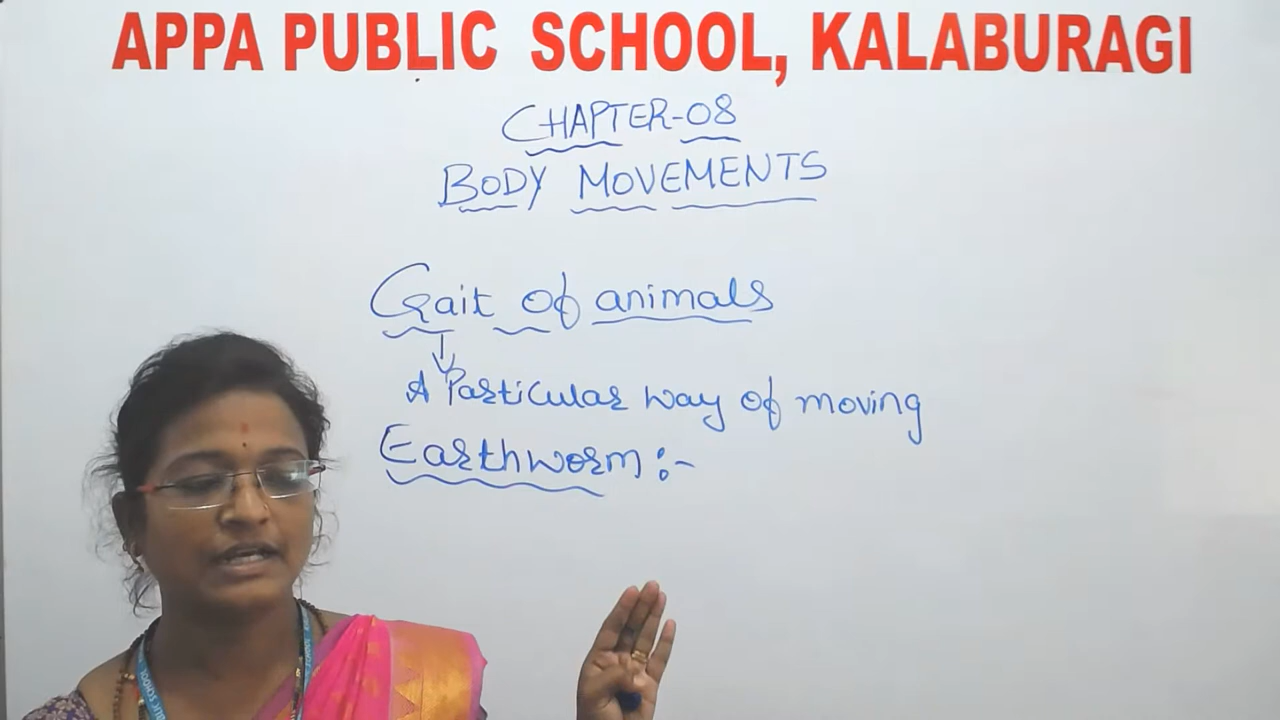 APPA PUBLIC SCHOOL, KALABURAGI
CHAPTER-08
BODY MOVEMENTS
Gait of animals
A Particular way of moving
Earthworm :-